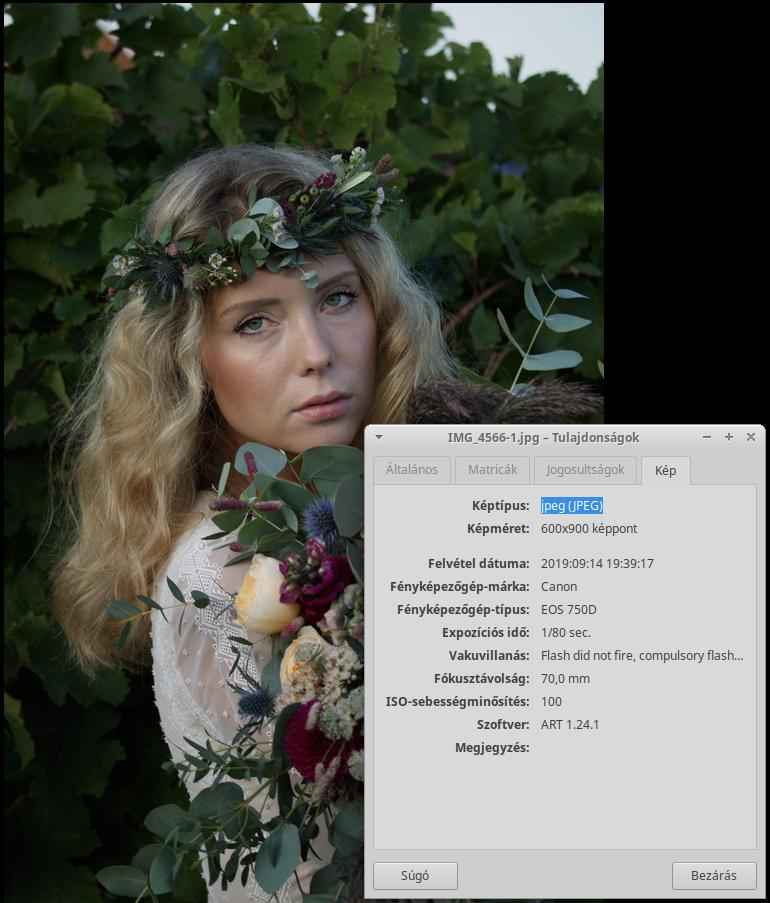 IMG_4566-1.jpg – Tulajdonságok
Általános Matricák Jogosultságok Kép
Képtípus: jpeg (JPEG)
Képméret: 600x900 képpont
Felvétel dátuma: 2019:09:14 19:39:17
Fényképezőgép-márka: Canon
Fényképezőgép-típus: EOS 750D
Expozíciós idő: 1/80 sec.
Vakuvillanás: Flash did not fire, compulsory flash...
Fókusztávolság: 70,0 mm
ISO-sebességminősítés: 100
Szoftver: ART 1.24.1
Megjegyzés:
Súgó Bezárás